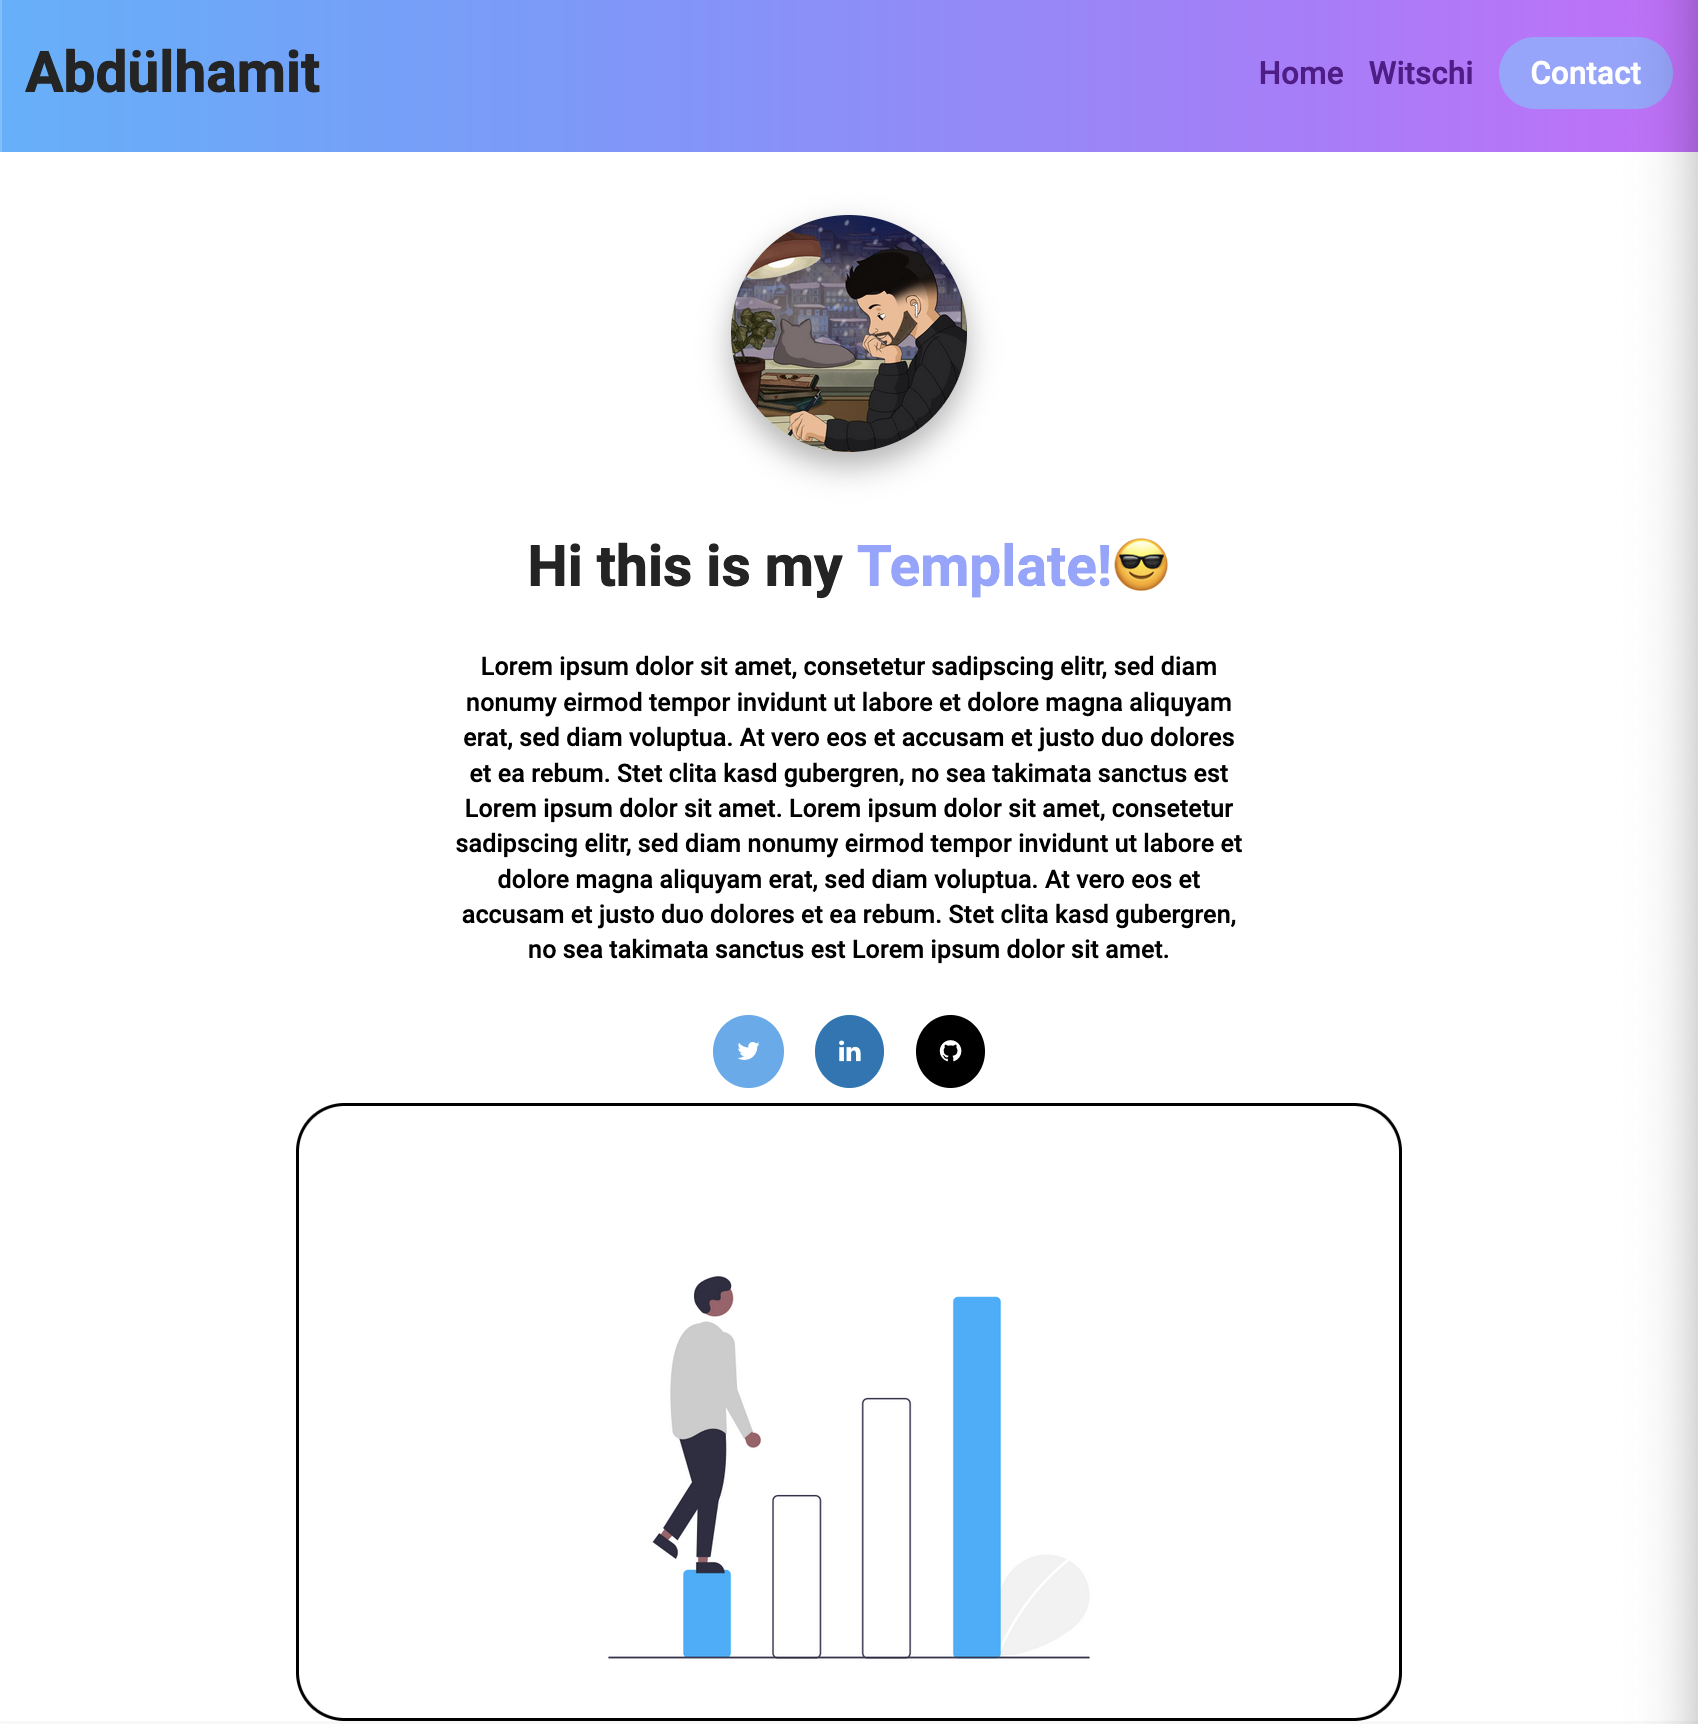 Abdülhamit
Home Witschi Contact
Hi this is my Template!😎
Lorem ipsum dolor sit amet, consetetur sadipscing elitr, sed diam
nonumy eirmod tempor invidunt ut labore et dolore magna aliquyam
erat, sed diam voluptua. At vero eos et accusam et justo duo dolores
et ea rebum. Stet clita kasd gubergren, no sea takimata sanctus est
Lorem ipsum dolor sit amet. Lorem ipsum dolor sit amet, consetetur
sadipscing elitr, sed diam nonumy eirmod tempor invidunt ut labore et
dolore magna aliquyam erat, sed diam voluptua. At vero eos et
accusam et justo duo dolores et ea rebum. Stet clita kasd gubergren,
no sea takimata sanctus est Lorem ipsum dolor sit amet.
in